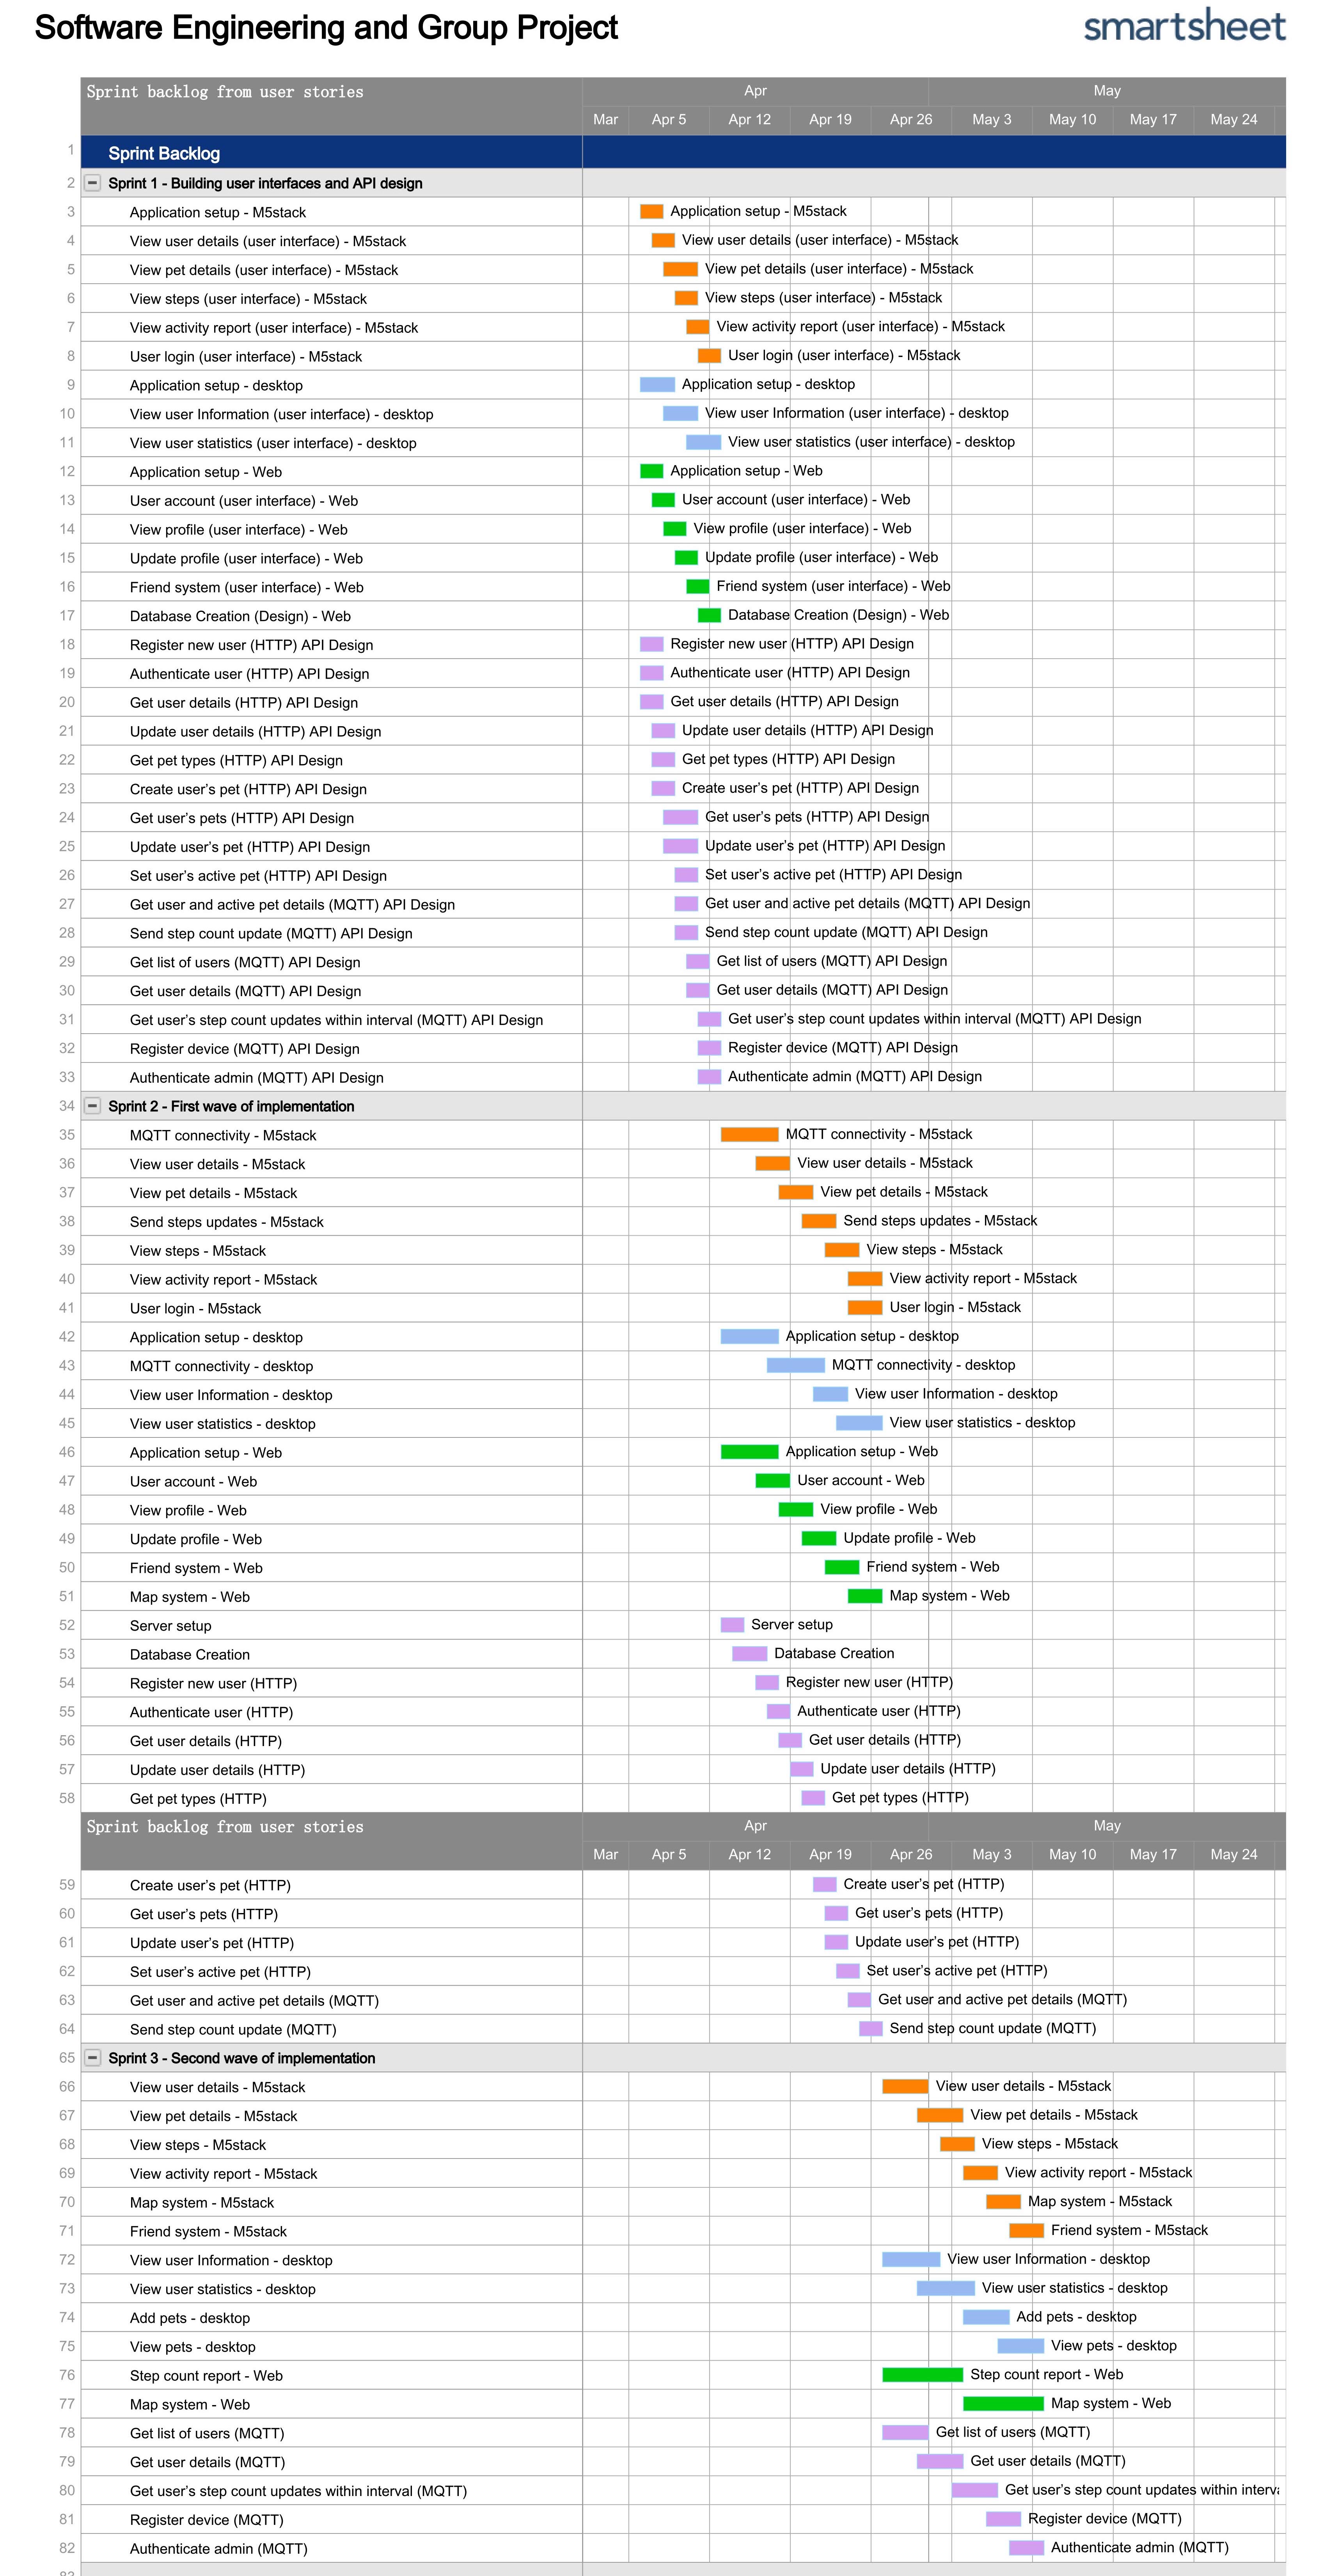 Software Engineering and Group Project
smartsheet
Sprint backlog from user stories
Apr May
Mar Apr 5 Apr 12 Apr 19 Apr 26 May 3 May 10 May 17 May 24
1 Sprint Backlog
2 Sprint 1 - Building user interfaces and API design
3 Application setup - M5stack Application setup - M5stack
4 View user details (user interface) - M5stack View user details (user interface) - M5stack
5 View pet details (user interface) - M5stack View pet details (user interface) - M5stack
6 View steps (user interface) - M5stack View steps (user interface) - M5stack
7 View activity report (user interface) - M5stack View activity report (user interface) - M5stack
8 User login (user interface) - M5stack User login (user interface) - M5stack
9 Application setup - desktop Application setup - desktop
10 View user Information (user interface) - desktop View user Information (user interface) - desktop
11 View user statistics (user interface) - desktop View user statistics (user interface) - desktop
12 Application setup - Web Application setup - Web
13 User account (user interface) - Web User account (user interface) - Web
14 View profile (user interface) - Web View profile (user interface) - Web
15 Update profile (user interface) - Web Update profile (user interface) - Web
16 Friend system (user interface) - Web Friend system (user interface) - Web
17 Database Creation (Design) - Web Database Creation (Design) - Web
18 Register new user (HTTP) API Design Register new user (HTTP) API Design
19 Authenticate user (HTTP) API Design Authenticate user (HTTP) API Design
20 Get user details (HTTP) API Design Get user details (HTTP) API Design
21 Update user details (HTTP) API Design Update user details (HTTP) API Design
22 Get pet types (HTTP) API Design Get pet types (HTTP) API Design
23 Create user's pet (HTTP) API Design Create user's pet (HTTP) API Design
24 Get user's pets (HTTP) API Design Get user's pets (HTTP) API Design
25 Update user's pet (HTTP) API Design Update user's pet (HTTP) API Design
26 Set user's active pet (HTTP) API Design Set user's active pet (HTTP) API Design
27 Get user and active pet details (MQTT) API Design Get user and active pet details (MQTT) API Design
28 Send step count update (MQTT) API Design Send step count update (MQTT) API Design
29 Get list of users (MQTT) API Design Get list of users (MQTT) API Design
30 Get user details (MQTT) API Design Get user details (MQTT) API Design
31 Get user's step count updates within interval (MQTT) API Design Get user's step count updates within interval (MQTT) API Design
32 Register device (MQTT) API Design Register device (MQTT) API Design
33 Authenticate admin (MQTT) API Design Authenticate admin (MQTT) API Design
34 Sprint 2 - First wave of implementation
35 MQTT connectivity - M5stack MQTT connectivity - M5stack
36 View user details - M5stack View user details - M5stack
37 View pet details - M5stack View pet details - M5stack
38 Send steps updates - M5stack Send steps updates - M5stack
39 View steps - M5stack View steps - M5stack
40 View activity report - M5stack View activity report - M5stack
41 User login - M5stack User login - M5stack
42 Application setup - desktop Application setup - desktop
43 MQTT connectivity - desktop MQTT connectivity - desktop
44 View user Information - desktop View user Information - desktop
45 View user statistics - desktop View user statistics - desktop
46 Application setup - Web Application setup - Web
47 User account - Web User account - Web
48 View profile - Web View profile - Web
49 Update profile - Web Update profile - Web
50 Friend system - Web Friend system - Web
51 Map system - Web Map system - Web
52 Server setup Server setup
53 Database Creation Database Creation
54 Register new user (HTTP) Register new user (HTTP)
55 Authenticate user (HTTP) Authenticate user (HTTP)
56 Get user details (HTTP) Get user details (HTTP)
57 Update user details (HTTP) Update user details (HTTP)
58 Get pet types (HTTP) Get pet types (HTTP)
Sprint backlog from user stories
Apr May
Mar Apr 5 Apr 12 Apr 19 Apr 26 May 3 May 10 May 17 May 24
59 Create user's pet (HTTP) Create user's pet (HTTP)
60 Get user's pets (HTTP) Get user's pets (HTTP)
61 Update user's pet (HTTP) Update user's pet (HTTP)
62 Set user's active pet (HTTP) Set user's active pet (HTTP)
63 Get user and active pet details (MQTT) Get user and active pet details (MQTT)
64 Send step count update (MQTT) Send step count update (MQTT)
65 Sprint 3 - Second wave of implementation
66 View user details - M5stack View user details - M5stack
67 View pet details - M5stack View pet details - M5stack
68 View steps - M5stack View steps - M5stack
69 View activity report - M5stack View activity report - M5stack
70 Map system - M5stack Map system - M5stack
71 Friend system - M5stack Friend system - M5stack
72 View user Information - desktop View user Information - desktop
73 View user statistics - desktop View user statistics - desktop
74 Add pets - desktop Add pets - desktop
75 View pets - desktop View pets - desktop
76 Step count report - Web Step count report - Web
77 Map system - Web Map system - Web
78 Get list of users (MQTT) Get list of users (MQTT)
79 Get user details (MQTT) Get user details (MQTT)
80 Get user's step count updates within interval (MQTT) Get user's step count updates within
81 Register device (MQTT) Register device (MQTT)
82 Authenticate admin (MQTT) Authenticate admin (MQTT)